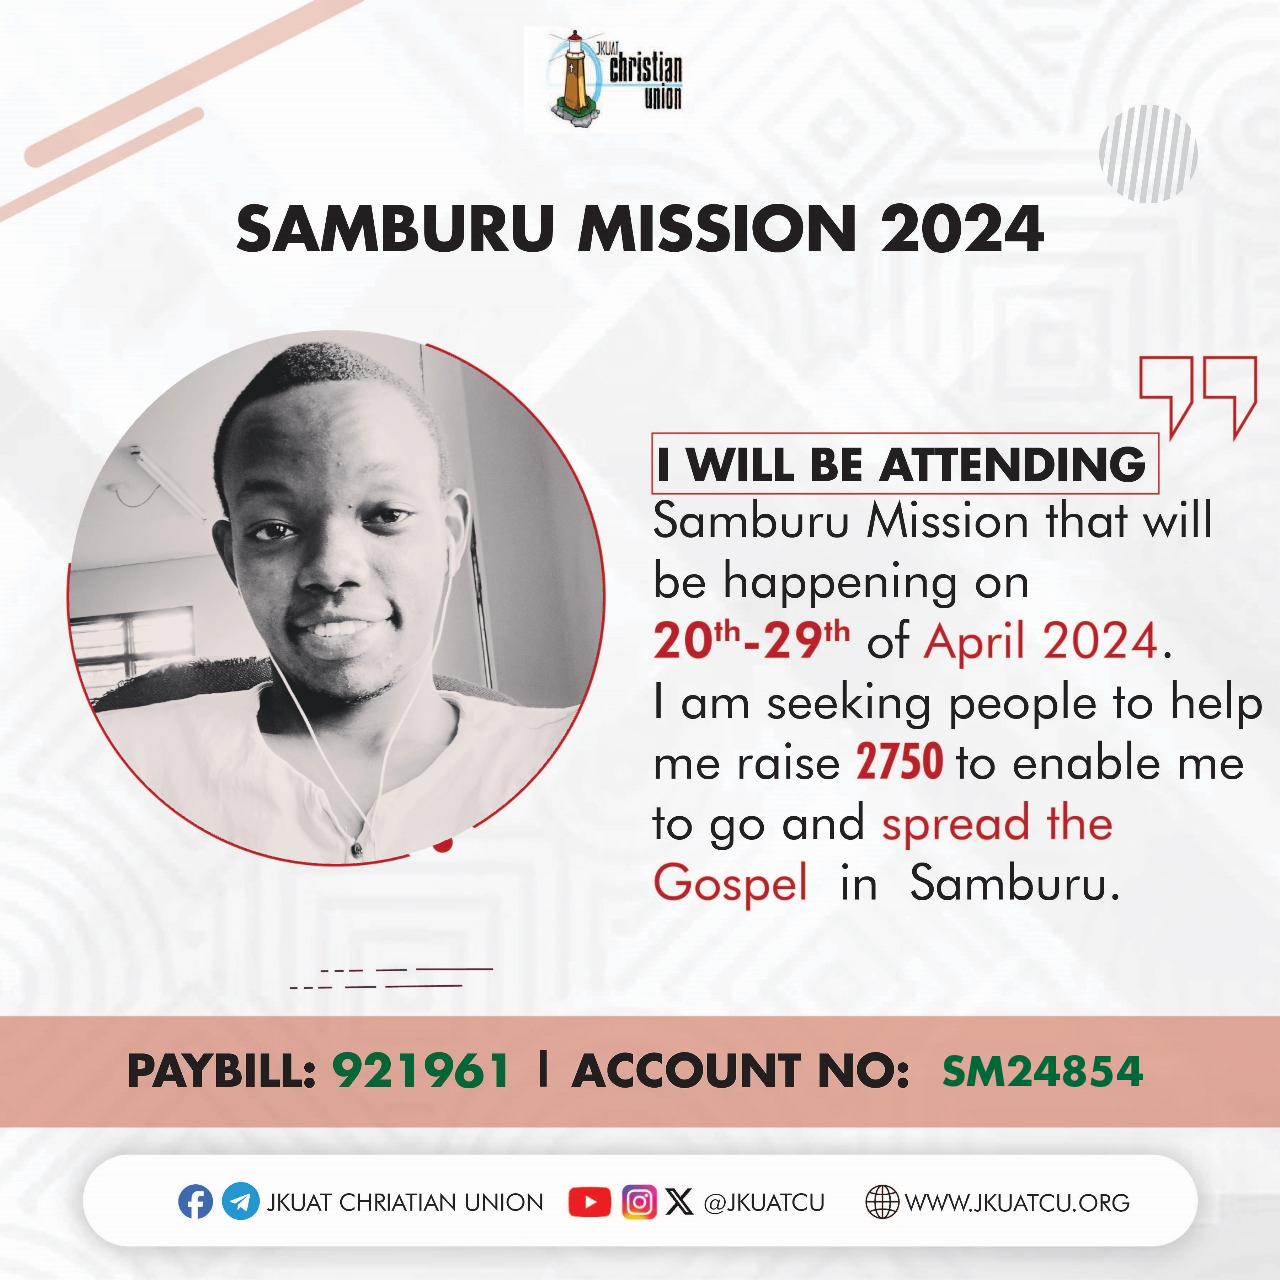 JKUAT
christian
union
SAMBURU MISSION 2024
I WILL BE ATTENDING
Samburu Mission that will
be happening on
20th-29th of April 2024.
I am seeking people to help
me raise 2750 to enable me
to go and spread the
Gospel in Samburu.
PAYBILL: 921961 | ACCOUNT NO: SM24854
JKUAT CHRIATIAN UNION @JKUATCU WWW.JKUATCU.ORG